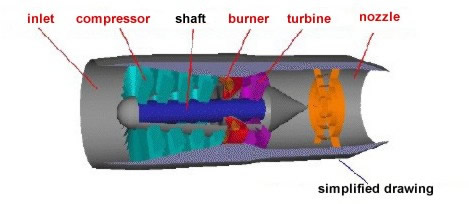 inlet
compressor
shaft
burner
turbine
nozzle
simplified drawing